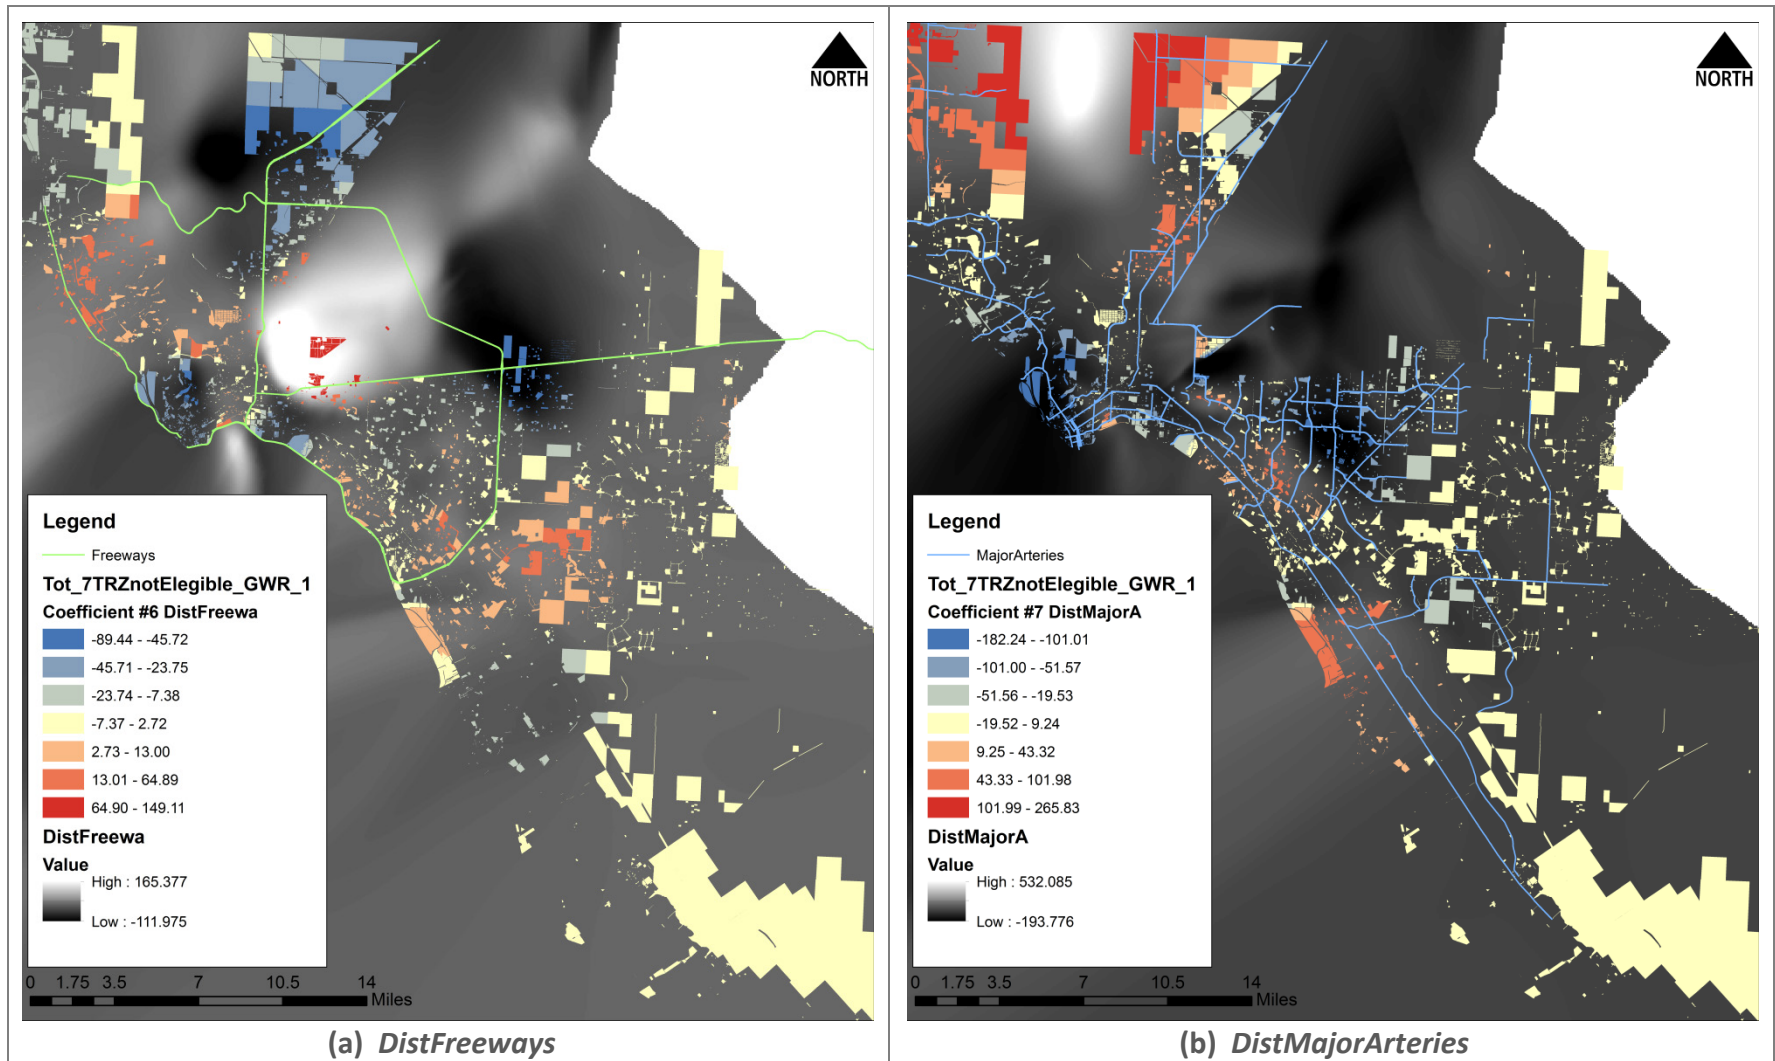 NORTH
Legend
Freeways
Tot_7TRZnotElegible_GWR_1
Coefficient #6 DistFreewa
-89.44 - -45.72
-45.71 - -23.75
-23.74 - -7.38
-7.37 - 2.72
2.73 - 13.00
13.01 - 64.89
64.90 - 149.11
DistFreewa
Value
High : 165.377
Low : -111.975
0 1.75 3.5 7 10.5 14
Miles
(a) DistFreeways
NORTH
Legend
MajorArteries
Tot_7TRZnotElegible_GWR_1
Coefficient #7 DistMajorA
-182.24 - -101.01
-101.00 - -51.57
-51.56 - -19.53
-19.52 - 9.24
9.25 - 43.32
43.33 - 101.98
101.99 - 265.83
DistMajorA
Value
High : 532.085
Low : -193.776
0 1.75 3.5 7 10.5 14
Miles
(b) DistMajorArteries